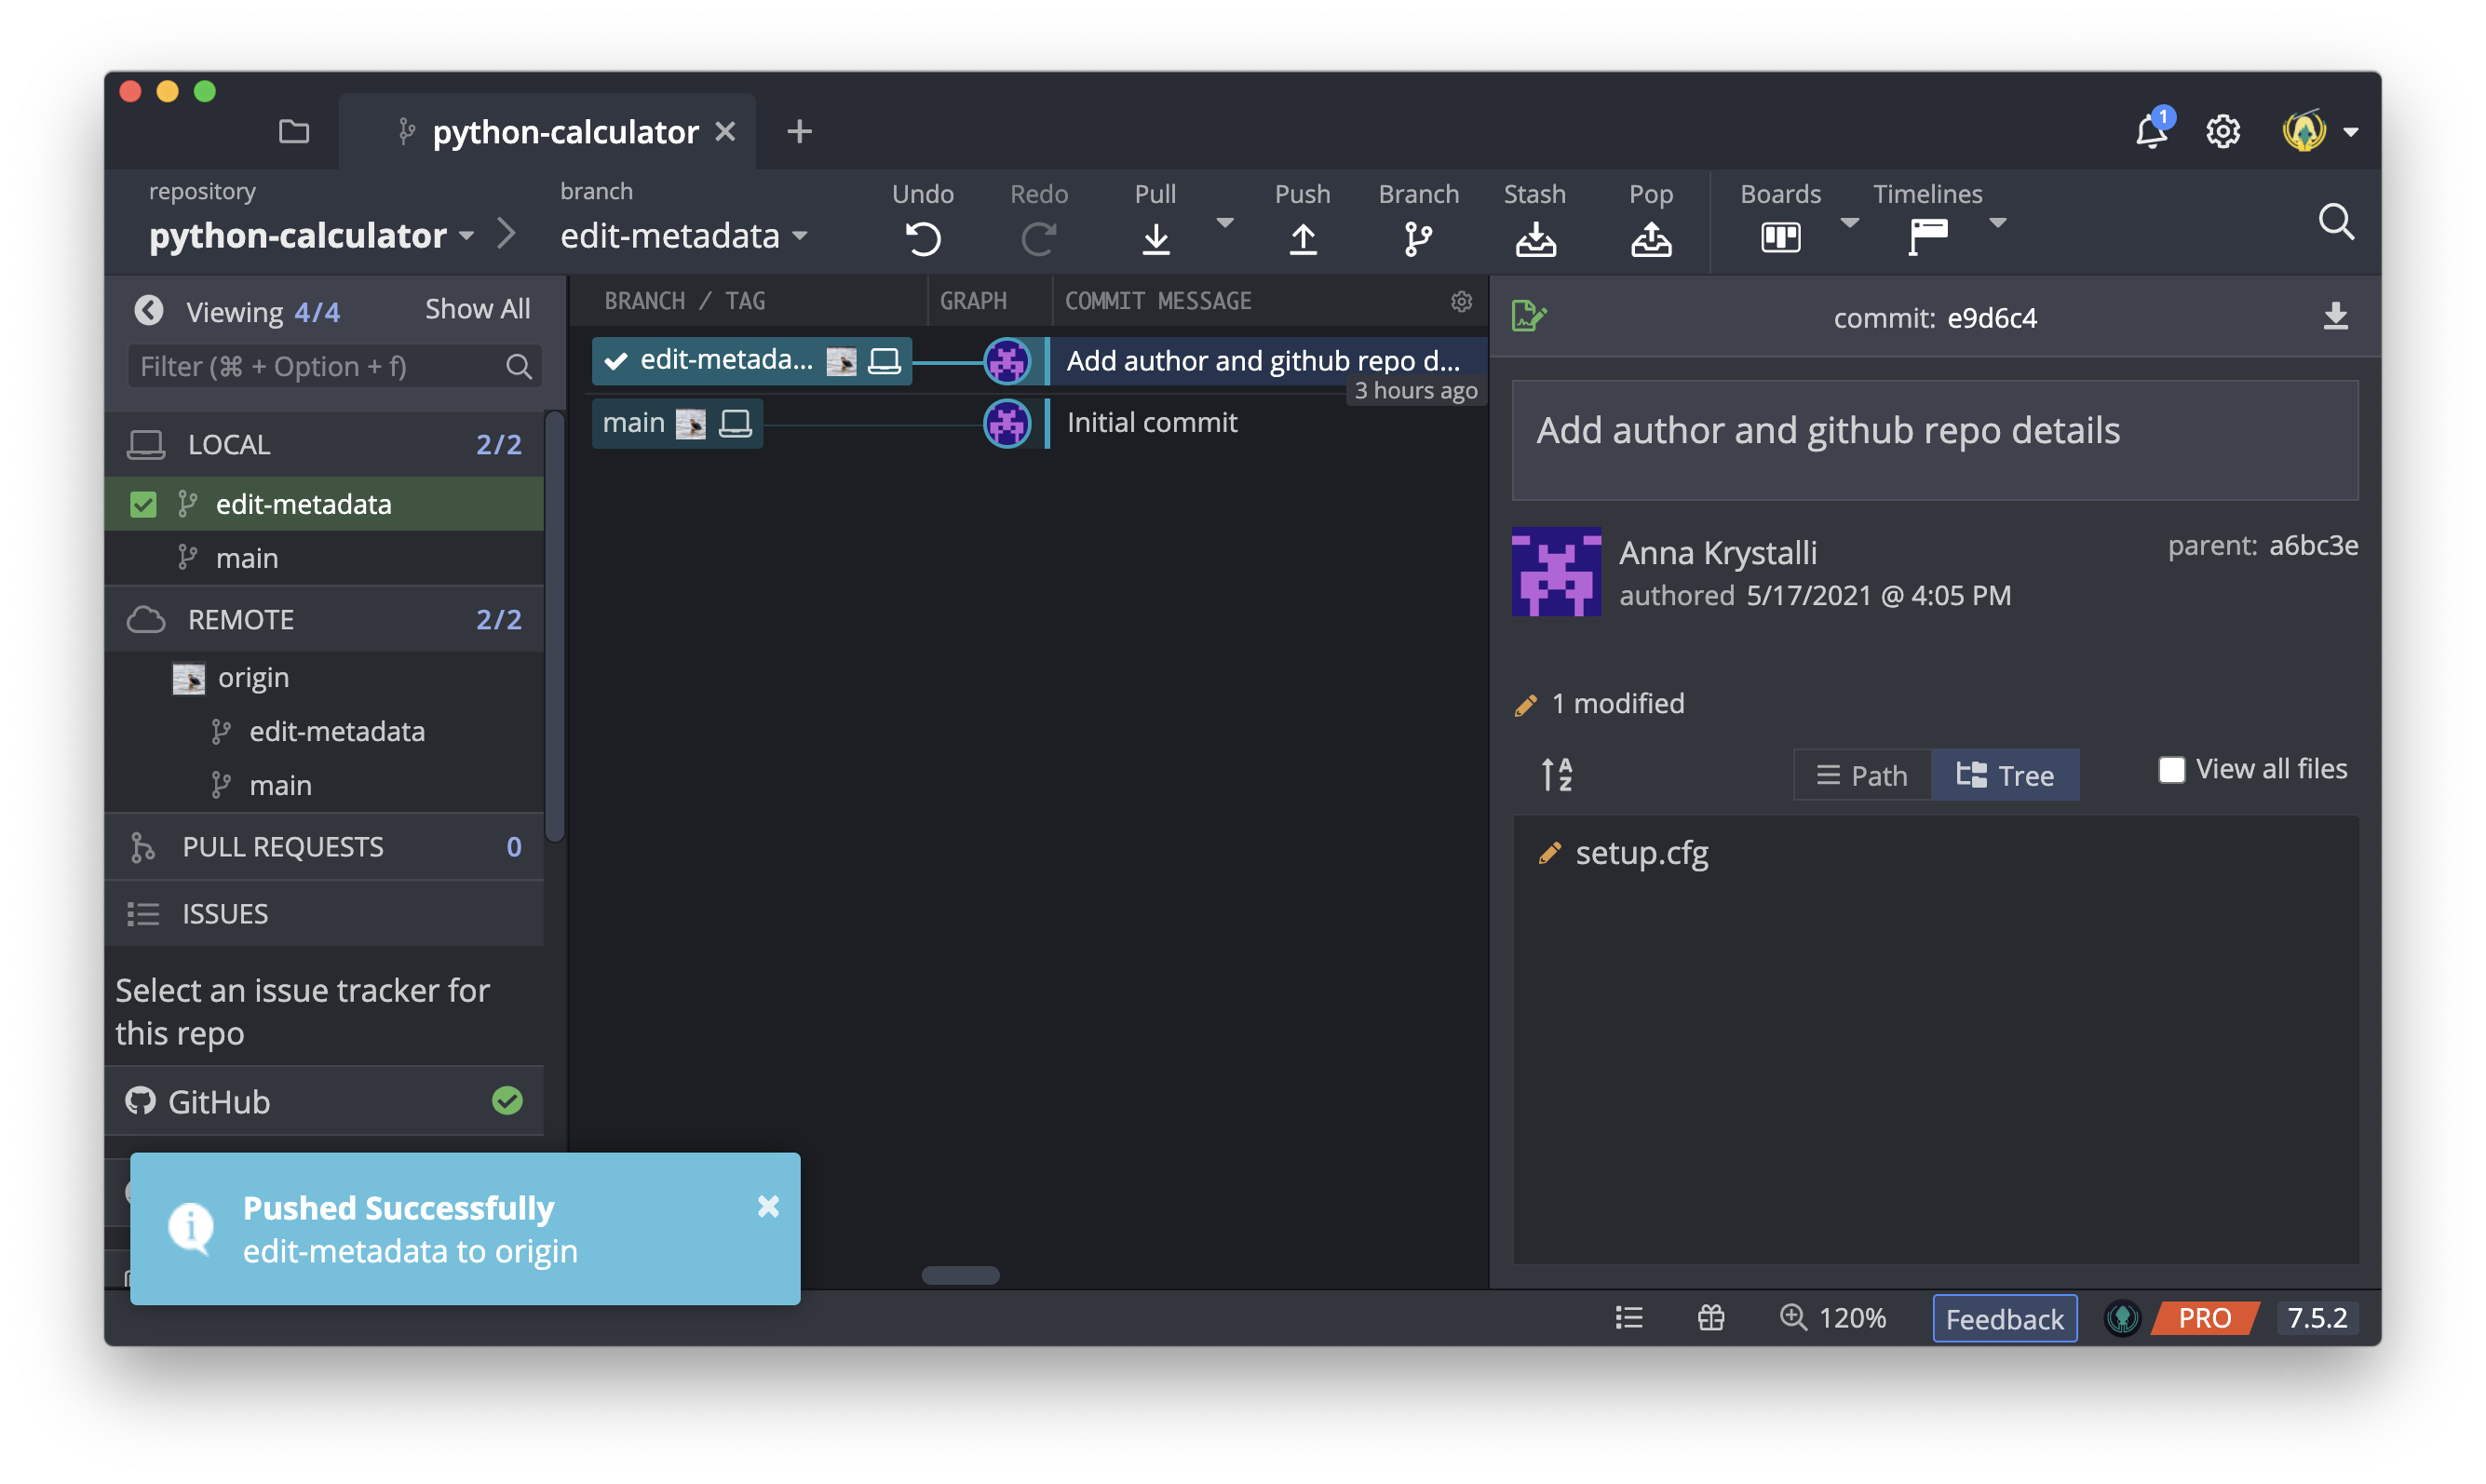 python-calculator
1
repository
python-calculator
branch
edit-metadata
Undo
Redo
Pull
Push
Branch
Stash
Pop
Boards
Timelines
Viewing 4/4
Show All
Filter (⌘ + Option + f)
LOCAL 2/2
edit-metadata
main
REMOTE 2/2
origin
edit-metadata
main
PULL REQUESTS 0
ISSUES
Select an issue tracker for
this repo
GitHub
Pushed Successfully
edit-metadata to origin
BRANCH / TAG
GRAPH
COMMIT MESSAGE
edit-metada...
Add author and github repo d...
3 hours ago
main
Initial commit
commit: e9d6c4
Add author and github repo details
Anna Krystalli
authored 5/17/2021 @ 4:05 PM
parent: a6bc3e
1 modified
A
Z
Path
Tree
View all files
setup.cfg
120%
Feedback
PRO
7.5.2